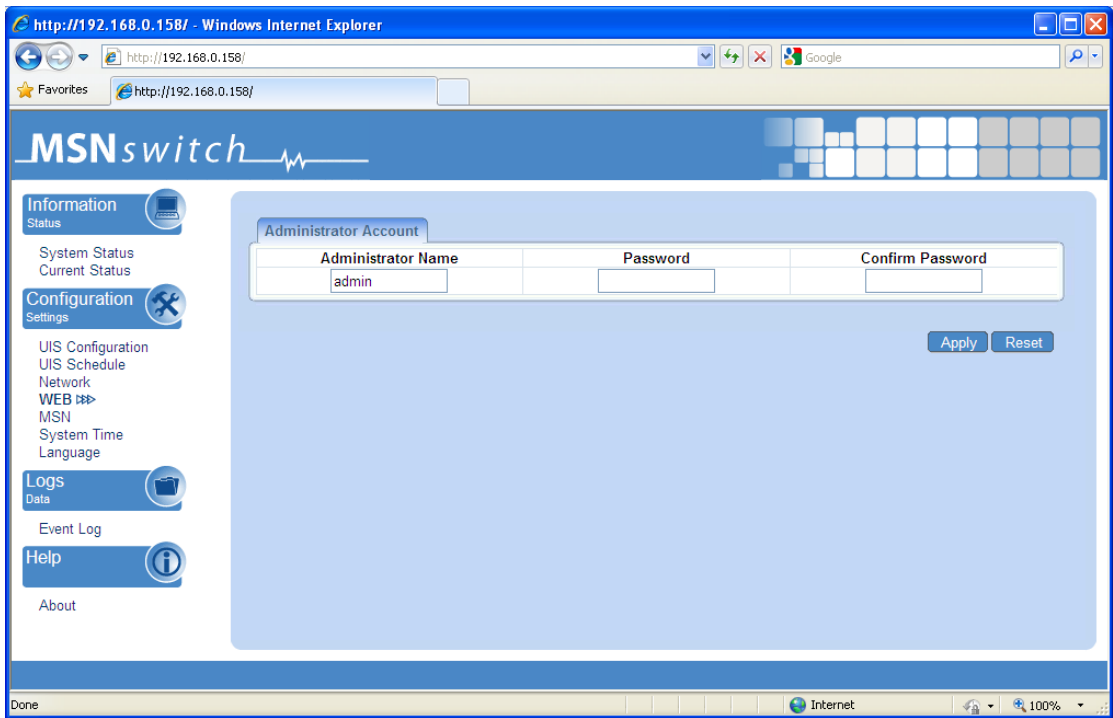 http://192.168.0.158/ - Windows Internet Explorer
http://192.168.0.158/
Google
Favorites
http://192.168.0.158/
MSNswitch
Information
Status
System Status
Current Status
Configuration
Settings
UIS Configuration
UIS Schedule
Network
WEB
MSN
System Time
Language
Logs
Data
Event Log
Help
About
Administrator Account
Administrator Name Password Confirm Password
admin
Apply Reset
Done Internet 100%